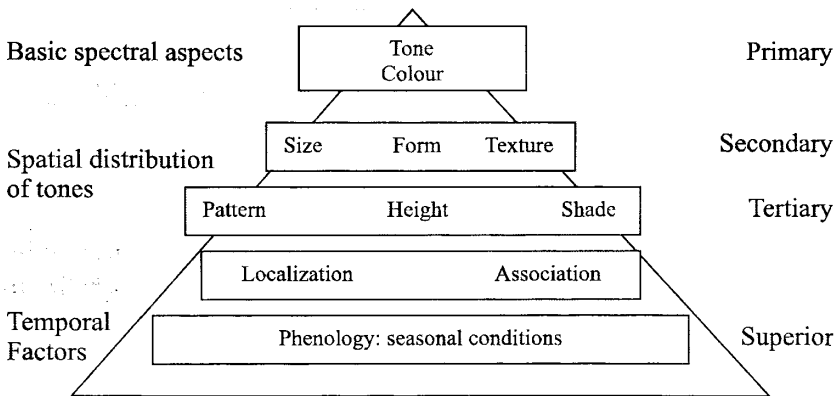 Basic spectral aspects
Tone
Colour
Primary
Size Form Texture
Secondary
Spatial distribution
of tones
Pattern Height Shade
Tertiary
Localization Association
Temporal
Factors
Phenology: seasonal conditions
Superior